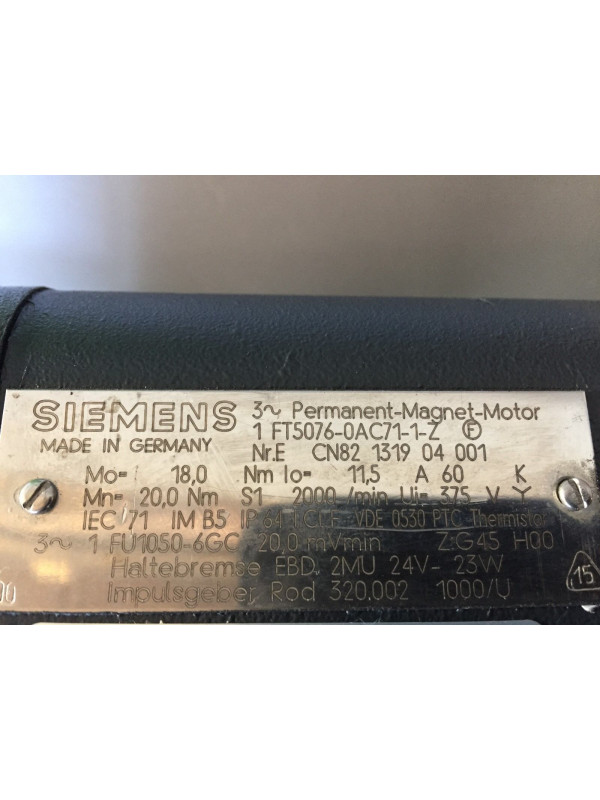 SIEMENS 3~ Permanent-Magnet-Motor
1 FT5076-0AC71-1-Z F
MADE IN GERMANY Nr.E CN82 1319 04 001
Mo= 18,0 Nm Io= 11,5 A 60 K
Mn= 20,0 Nm S1 2000 /min Ui= 375 V Y
IEC 71 IM B5 IP 64 I.CL.F VDE 0530 PTC Thermistor
3~ 1 FU1050-6GC 20,0 mVmin Z:G45 H00
Haltebremse EBD 2MU 24V- 23W
Impulsgeber Rod 320.002 1000/U
15
00